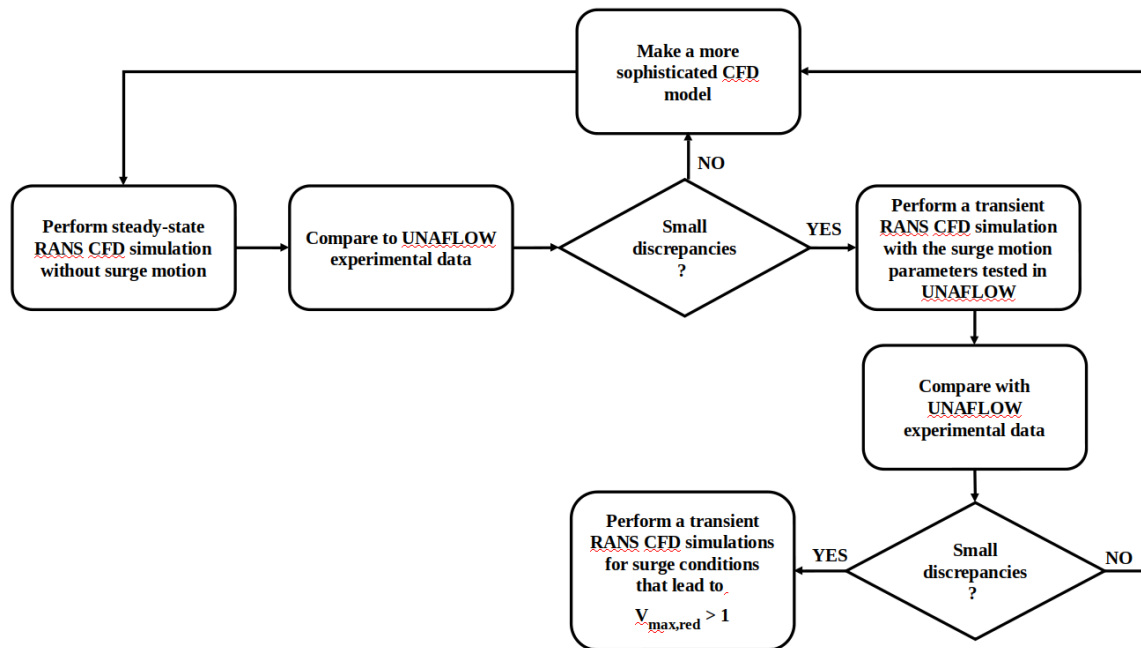 Make a more
sophisticated CFD
model
NO
Perform steady-state
RANS CFD simulation
without surge motion
Compare to UNAFLOW
experimental data
Small
discrepancies
?
YES
Perform a transient
RANS CFD simulation
with the surge motion
parameters tested in
UNAFLOW
Compare with
UNAFLOW
experimental data
Small
discrepancies
?
NO
YES
Perform a transient
RANS CFD simulations
for surge conditions
that lead to
Vmax,red > 1